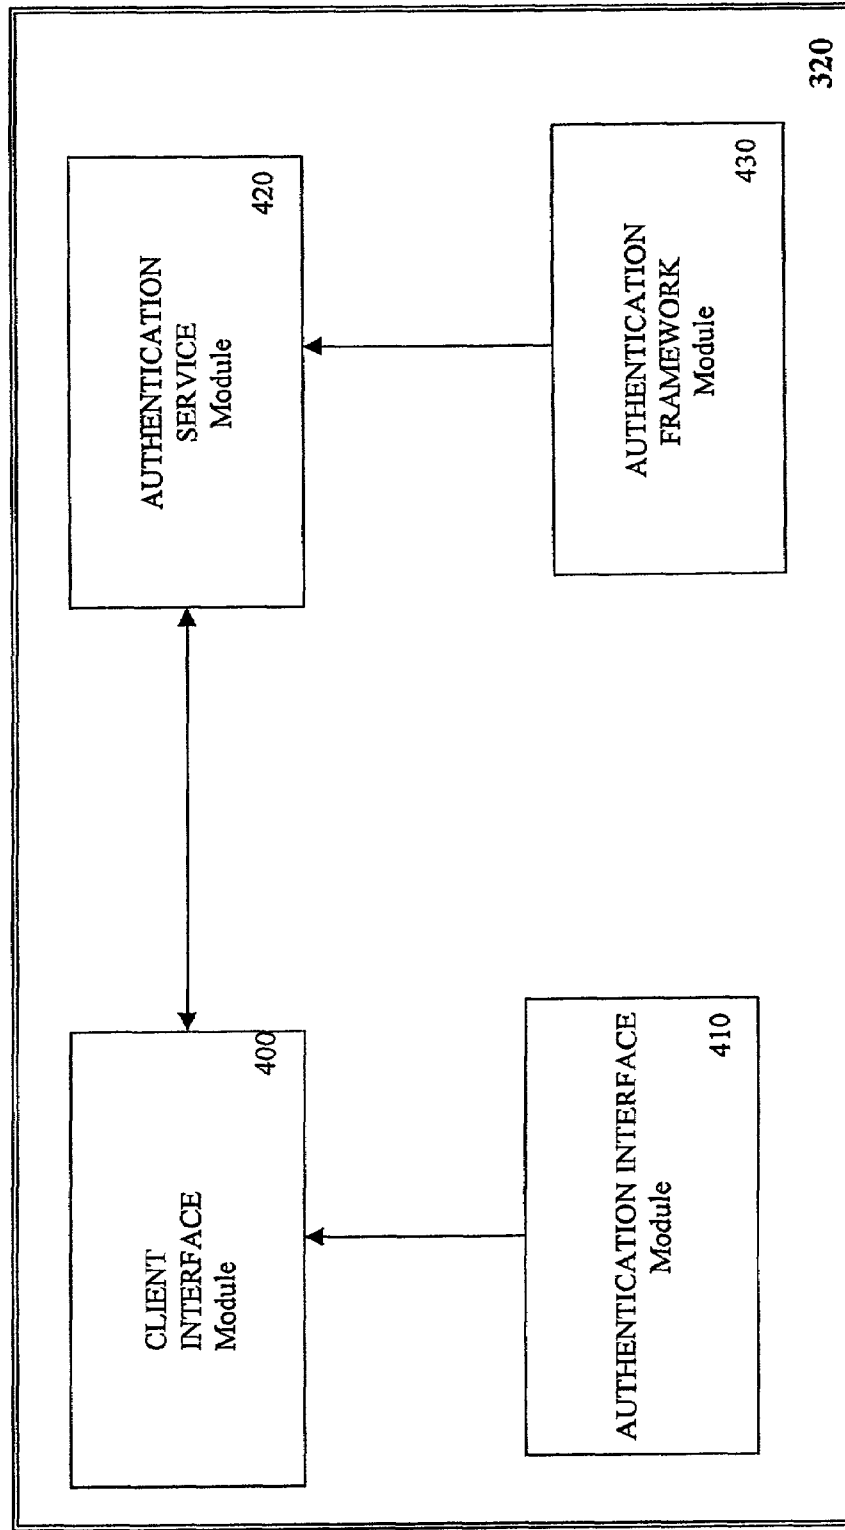 CLIENT
INTERFACE
Module
400
AUTHENTICATION
SERVICE
Module
420
AUTHENTICATION INTERFACE
Module
410
AUTHENTICATION
FRAMEWORK
Module
430
320